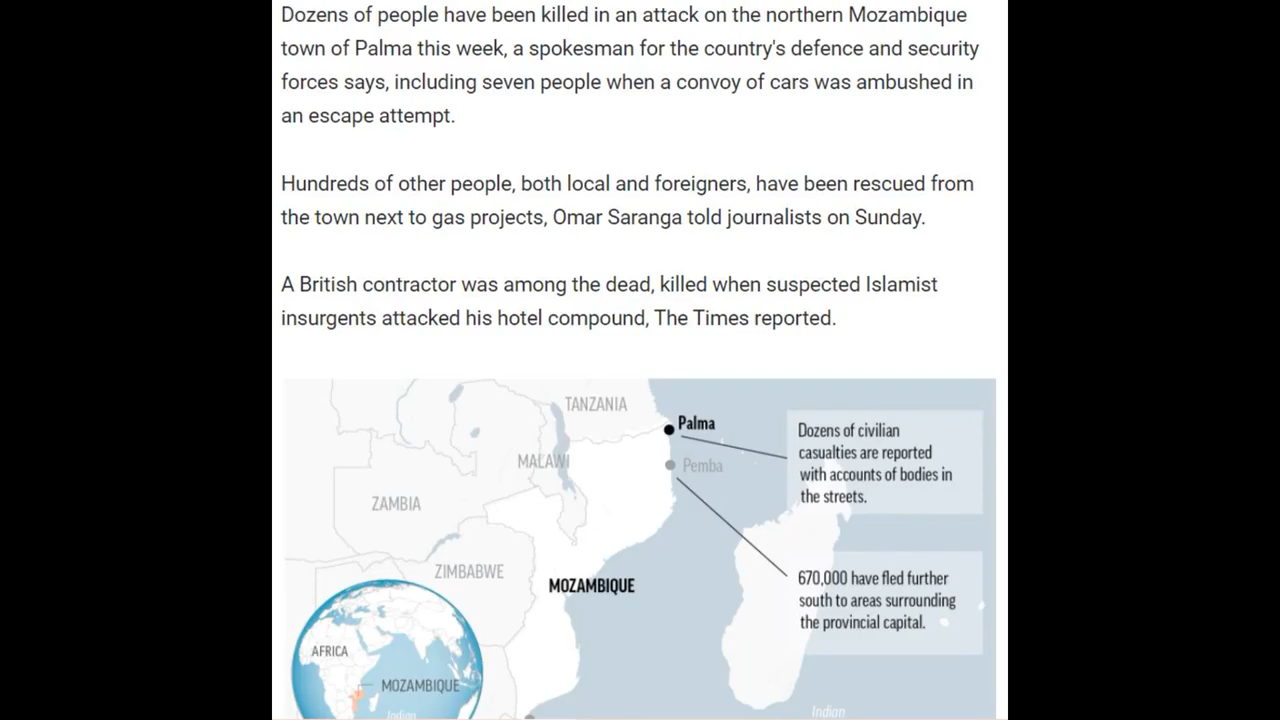 Dozens of people have been killed in an attack on the northern Mozambique
town of Palma this week, a spokesman for the country's defence and security
forces says, including seven people when a convoy of cars was ambushed in
an escape attempt.
Hundreds of other people, both local and foreigners, have been rescued from
the town next to gas projects, Omar Saranga told journalists on Sunday.
A British contractor was among the dead, killed when suspected Islamist
insurgents attacked his hotel compound, The Times reported.
TANZANIA
Palma
Dozens of civilian
casualties are reported
with accounts of bodies in
the streets.
MALAWI
Pemba
ZAMBIA
ZIMBABWE
MOZAMBIQUE
670,000 have fled further
south to areas surrounding
the provincial capital.
AFRICA
MOZAMBIQUE
Indian
Indian